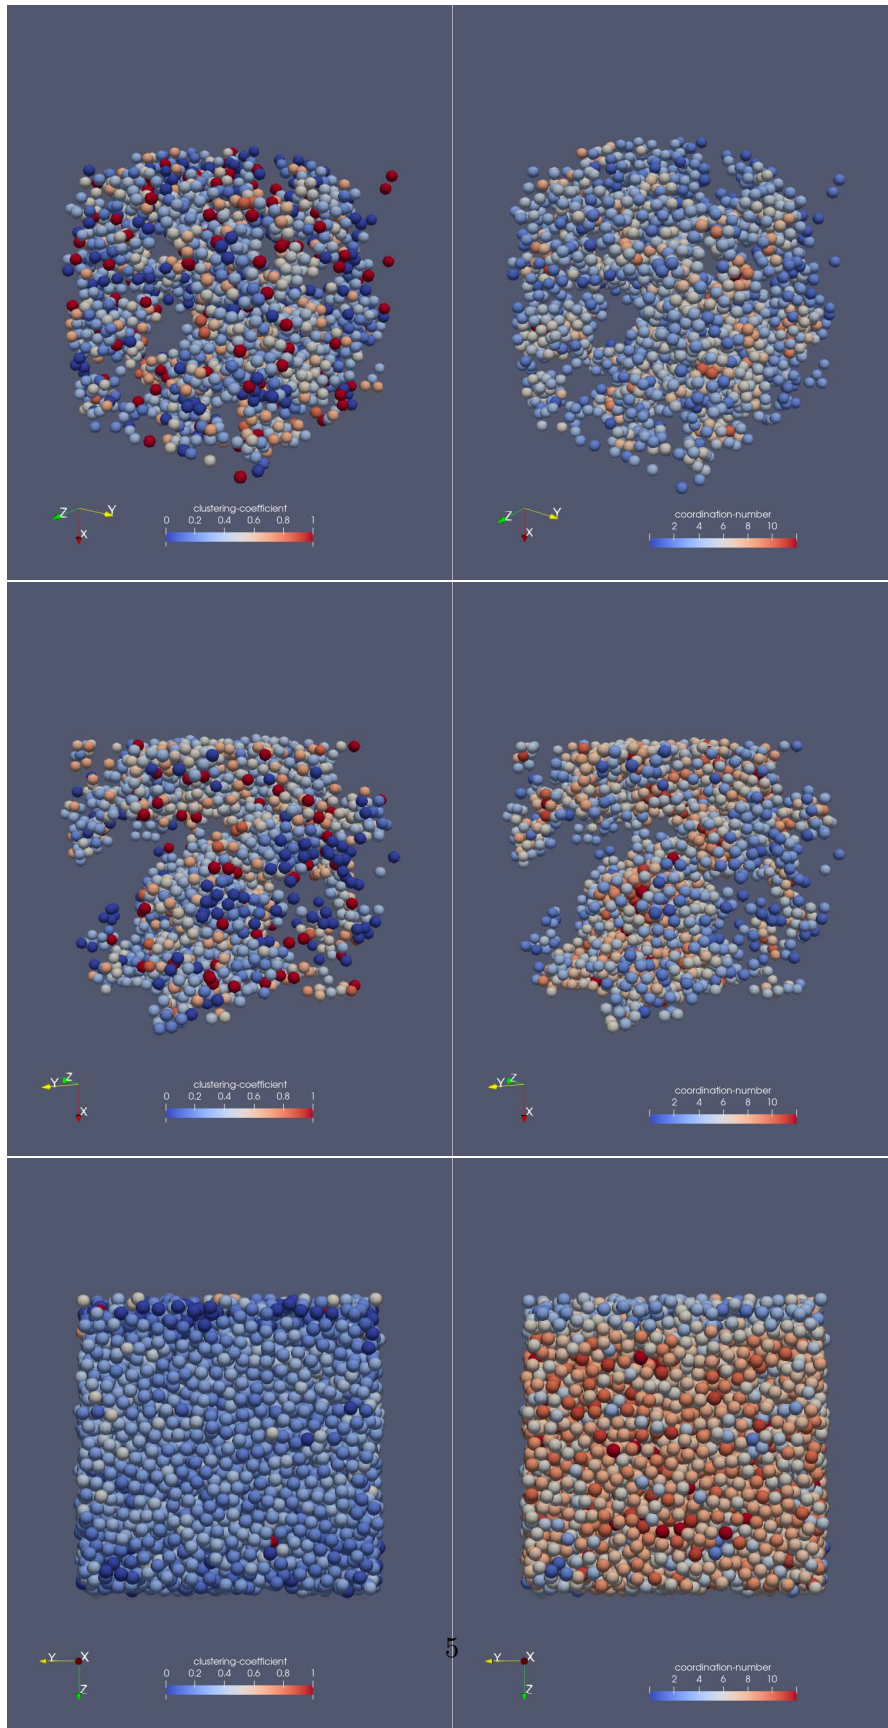 Z Y
X
clustering-coefficient
0 0.2 0.4 0.6 0.8 1
Z Y
X
coordination-number
2 4 6 8 10
Y Z
X
clustering-coefficient
0 0.2 0.4 0.6 0.8 1
Y Z
X
coordination-number
2 4 6 8 10
Y X
Z
clustering-coefficient
0 0.2 0.4 0.6 0.8 1
5
Y X
Z
coordination-number
2 4 6 8 10